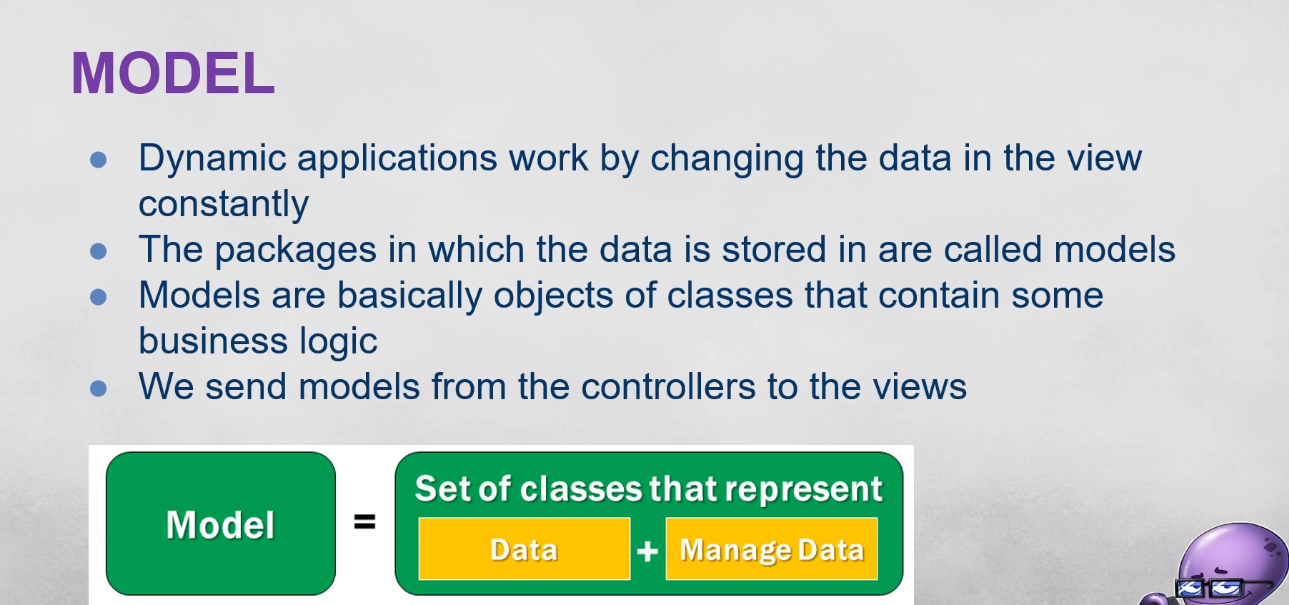 MODEL
Dynamic applications work by changing the data in the view
constantly
The packages in which the data is stored in are called models
Models are basically objects of classes that contain some
business logic
We send models from the controllers to the views
Model
=
Set of classes that represent
Data + Manage Data